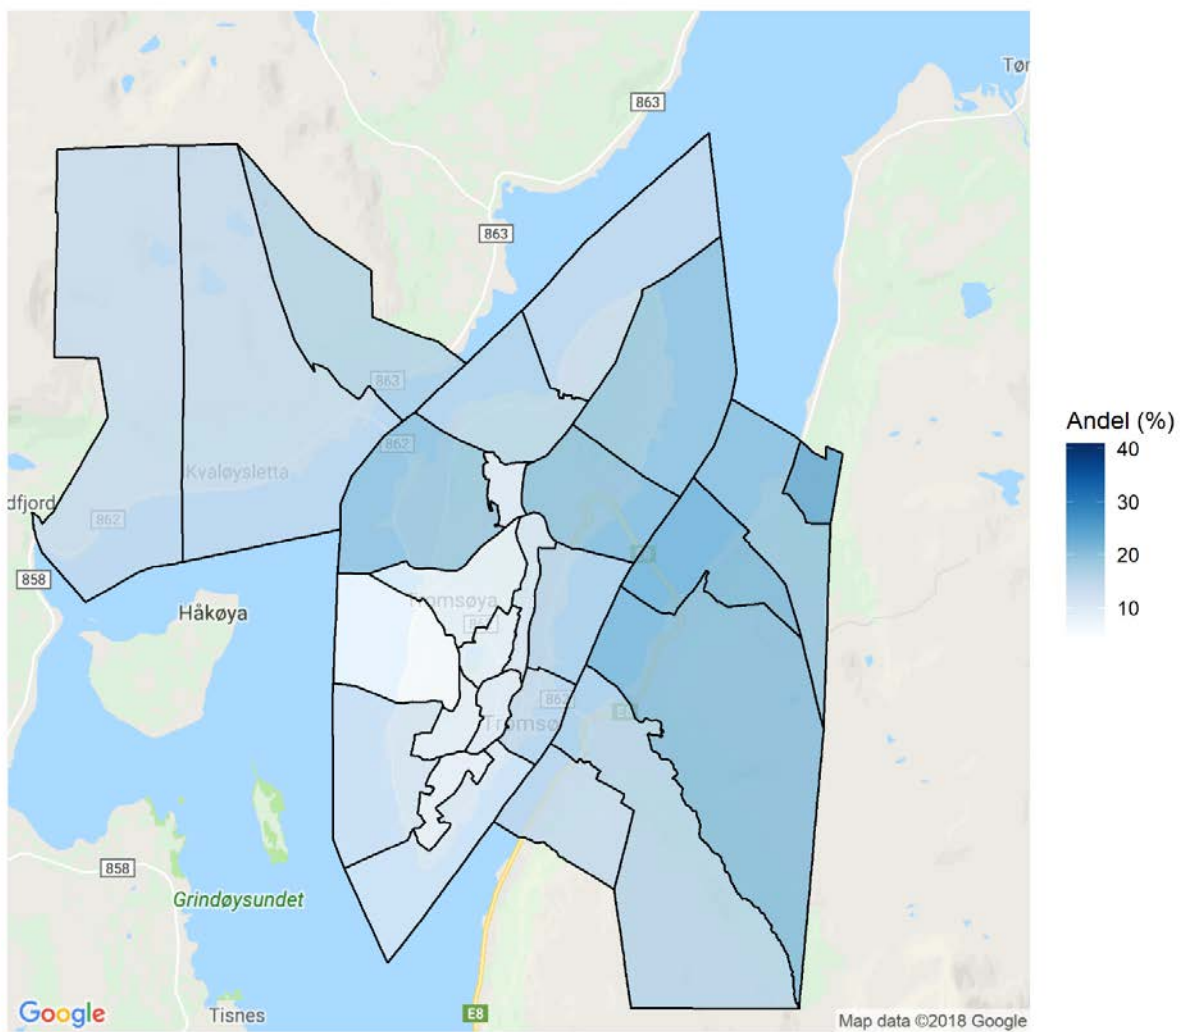 Tør
863
863
863
862
Kvaløysletta
dfjord
862
858
Håkøya
Tromsøya
862
Tromsø
858
Grindøysundet
Google
Tisnes
E8
Map data ©2018 Google
Andel (%)
40
30
20
10